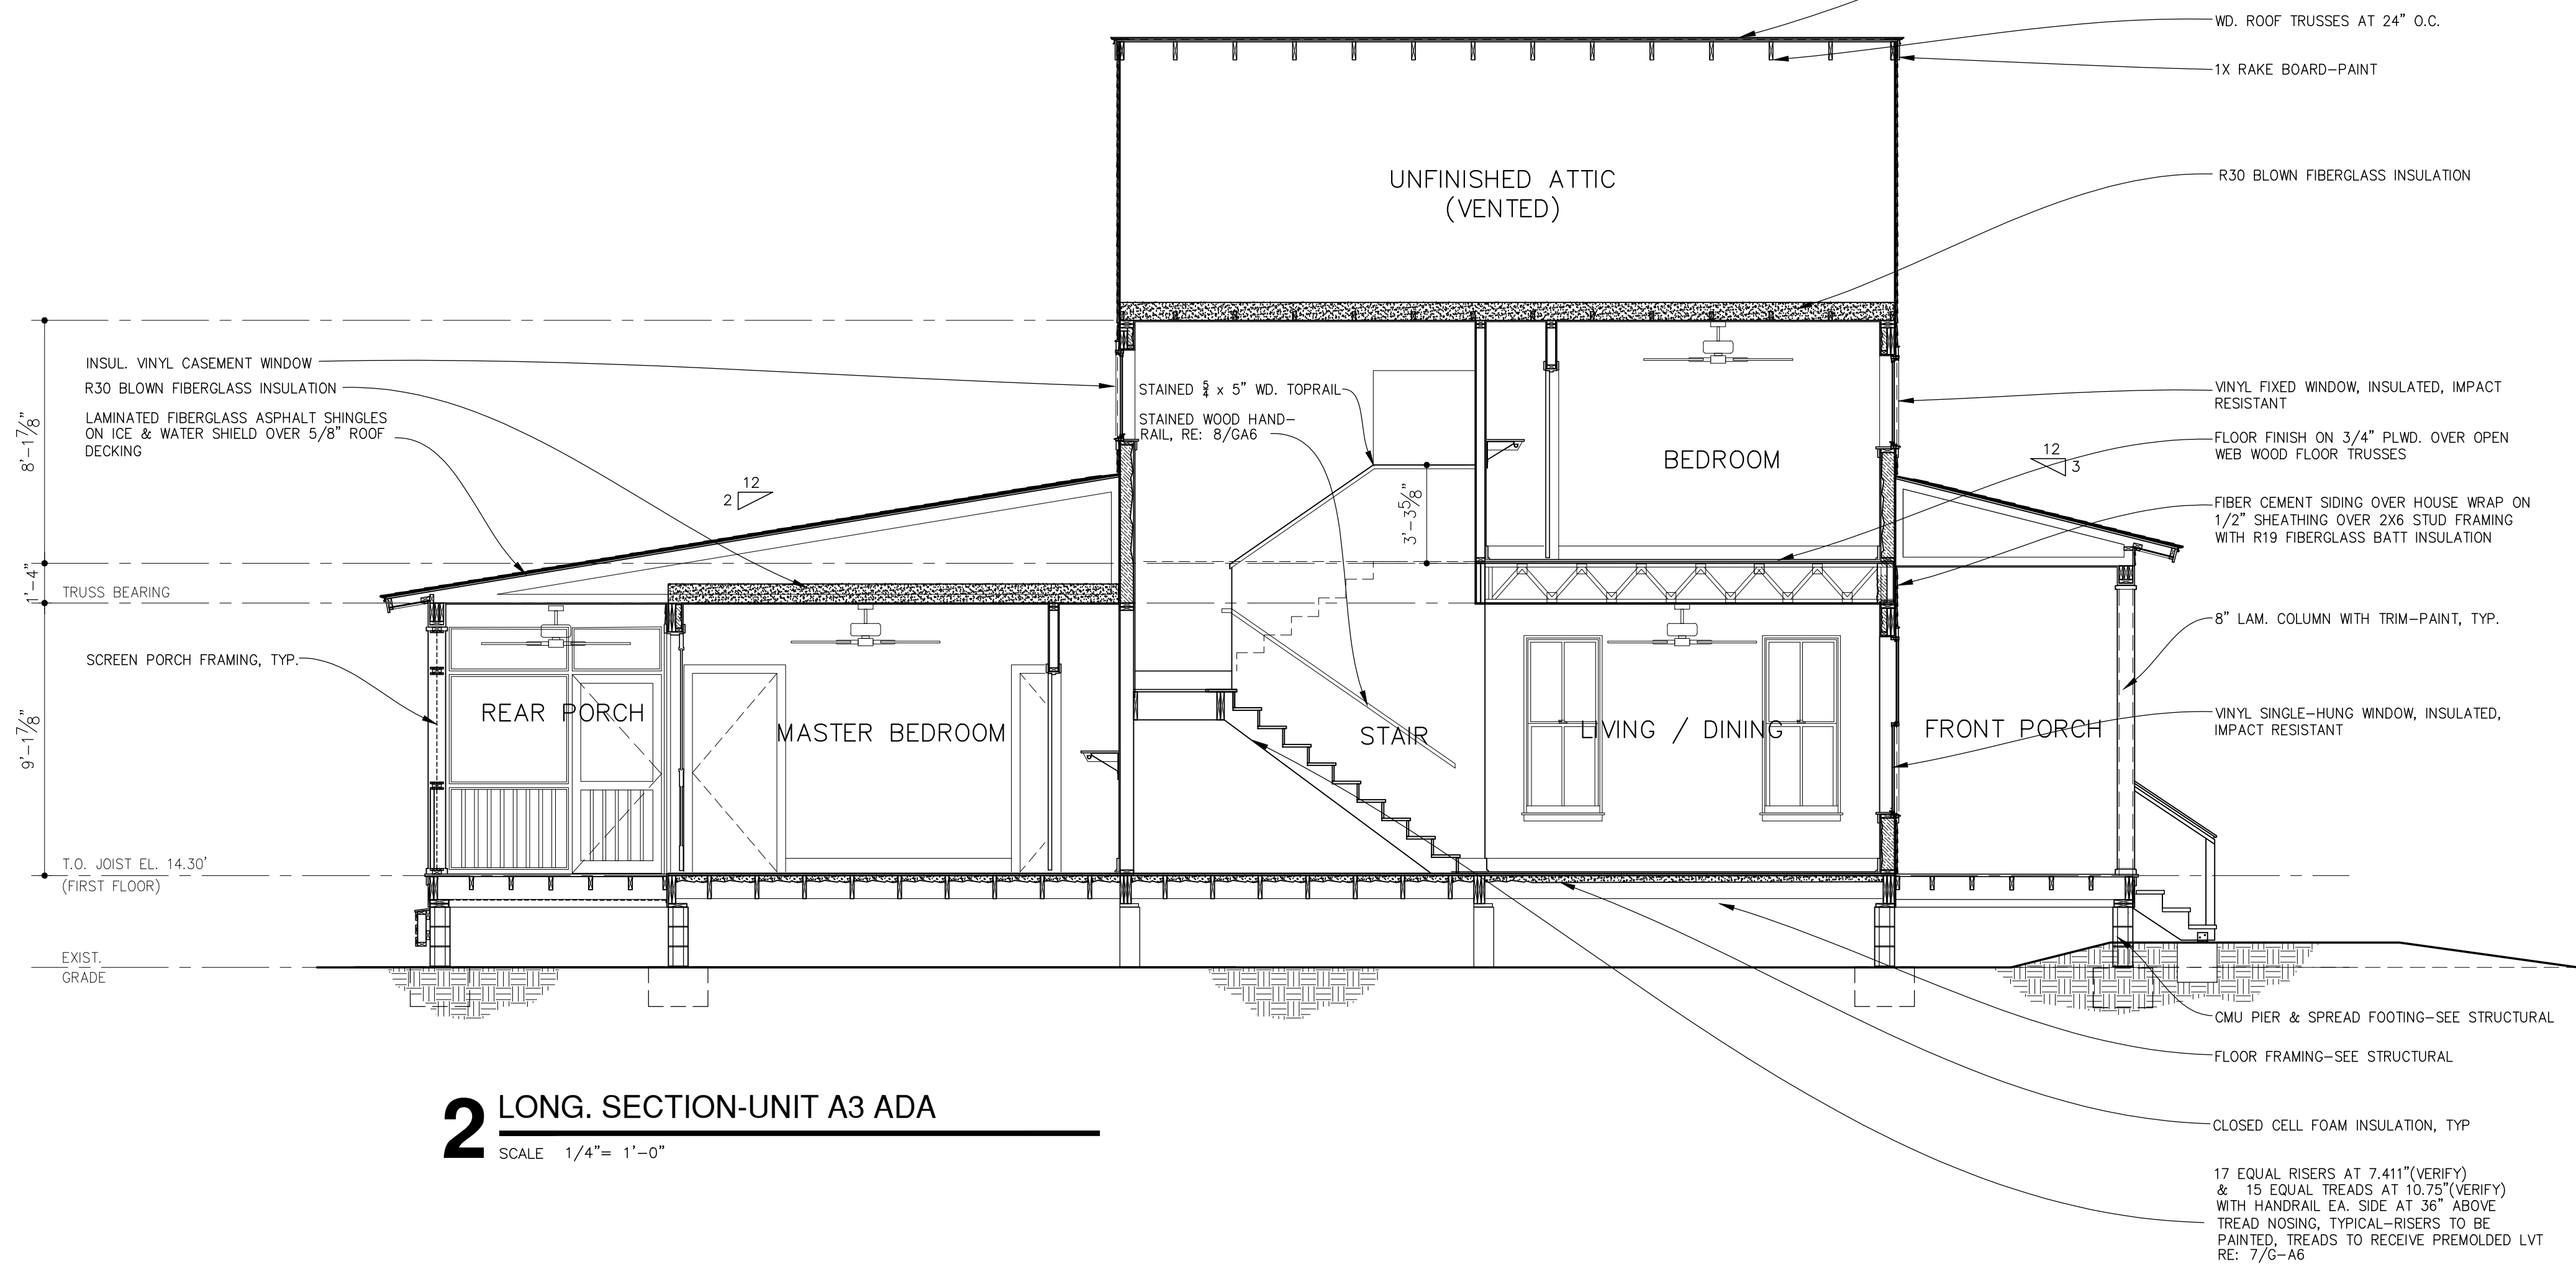 WD. ROOF TRUSSES AT 24" O.C.
1X RAKE BOARD-PAINT
UNFINISHED ATTIC
(VENTED)
R30 BLOWN FIBERGLASS INSULATION
INSUL. VINYL CASEMENT WINDOW
R30 BLOWN FIBERGLASS INSULATION
LAMINATED FIBERGLASS ASPHALT SHINGLES
ON ICE & WATER SHIELD OVER 5/8" ROOF
DECKING
8'-1 7/8"
12
2
STAINED 5/4 x 5" WD. TOPRAIL
STAINED WOOD HAND-
RAIL, RE: 8/GA6
3'-3 5/8"
BEDROOM
VINYL FIXED WINDOW, INSULATED, IMPACT
RESISTANT
FLOOR FINISH ON 3/4" PLWD. OVER OPEN
WEB WOOD FLOOR TRUSSES
12
3
FIBER CEMENT SIDING OVER HOUSE WRAP ON
1/2" SHEATHING OVER 2X6 STUD FRAMING
WITH R19 FIBERGLASS BATT INSULATION
1'-4"
TRUSS BEARING
8" LAM. COLUMN WITH TRIM-PAINT, TYP.
SCREEN PORCH FRAMING, TYP.
9'-1 7/8"
REAR PORCH
MASTER BEDROOM
STAIR
LIVING / DINING
FRONT PORCH
VINYL SINGLE-HUNG WINDOW, INSULATED,
IMPACT RESISTANT
T.O. JOIST EL. 14.30'
(FIRST FLOOR)
EXIST.
GRADE
CMU PIER & SPREAD FOOTING-SEE STRUCTURAL
FLOOR FRAMING-SEE STRUCTURAL
CLOSED CELL FOAM INSULATION, TYP
17 EQUAL RISERS AT 7.411"(VERIFY)
& 15 EQUAL TREADS AT 10.75"(VERIFY)
WITH HANDRAIL EA. SIDE AT 36" ABOVE
TREAD NOSING, TYPICAL-RISERS TO BE
PAINTED, TREADS TO RECEIVE PREMOLDED LVT
RE: 7/G-A6
2 LONG. SECTION-UNIT A3 ADA
SCALE 1/4"= 1'-0"